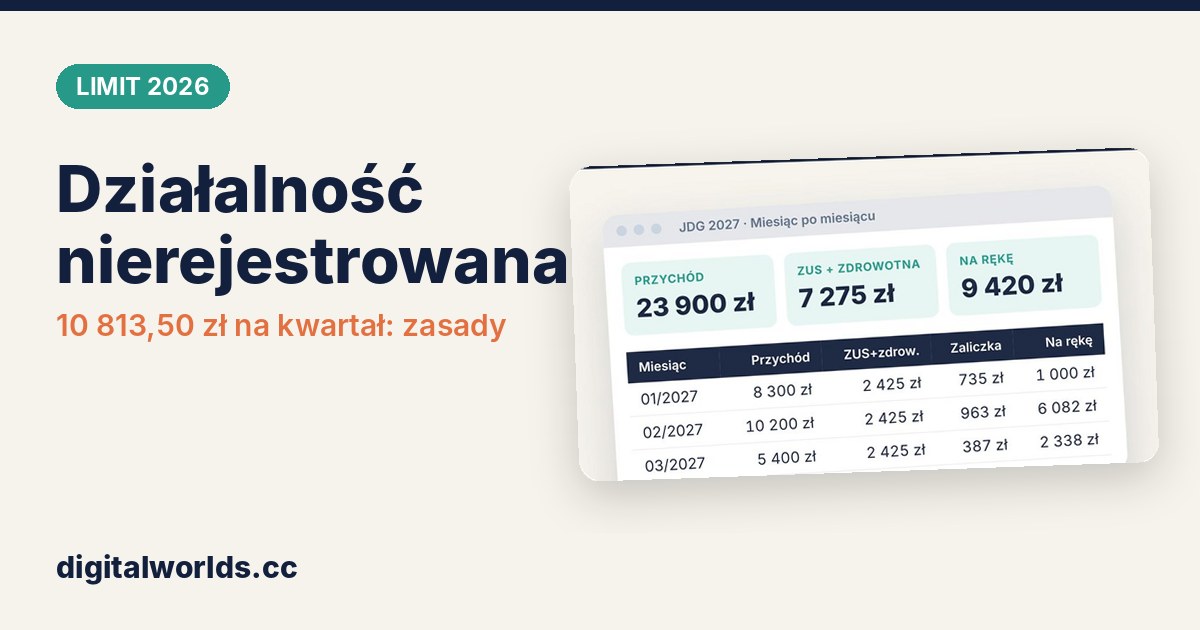 LIMIT 2026
Działalność
nierejestrowana
10 813,50 zł na kwartał: zasady
JDG 2027 · Miesiąc po miesiącu
PRZYCHÓD
23 900 zł
ZUS + ZDROWOTNA
7 275 zł
NA RĘKĘ
9 420 zł
Miesiąc Przychód ZUS+zdrow. Zaliczka Na rękę
01/2027 8 300 zł 2 425 zł 735 zł 1 000 zł
02/2027 10 200 zł 2 425 zł 963 zł 6 082 zł
03/2027 5 400 zł 2 425 zł 387 zł 2 338 zł
digitalworlds.cc